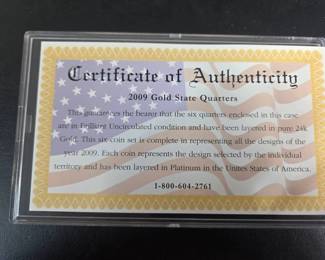 Certificate of Authenticity
2009 Gold State Quarters
This guarantees the bearer that the six quarters enclosed in this case
are in Brilliant Uncirculated condition and have been layered in pure 24k
Gold. This six-coin set is complete in representing all the designs of the
year 2009. Each coin represents the design selected by the individual
territory and has been layered in Platinum in the Unites States of America.
1-800-604-2761